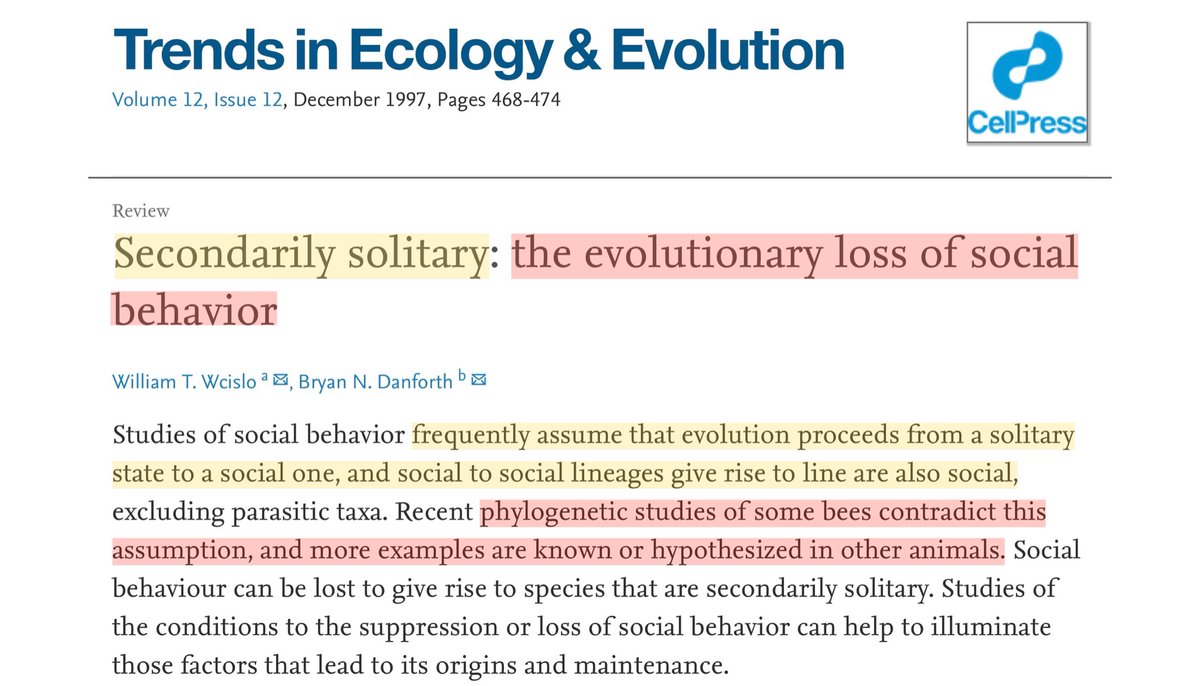 Trends in Ecology & Evolution
Volume 12, Issue 12, December 1997, Pages 468-474
CellPress
Review
Secondarily solitary: the evolutionary loss of social
behavior
William T. Wcislo a ✉, Bryan N. Danforth b ✉
Studies of social behavior frequently assume that evolution proceeds from a solitary
state to a social one, and social to social lineages give rise to line are also social,
excluding parasitic taxa. Recent phylogenetic studies of some bees contradict this
assumption, and more examples are known or hypothesized in other animals. Social
behaviour can be lost to give rise to species that are secondarily solitary. Studies of
the conditions to the suppression or loss of social behavior can help to illuminate
those factors that lead to its origins and maintenance.